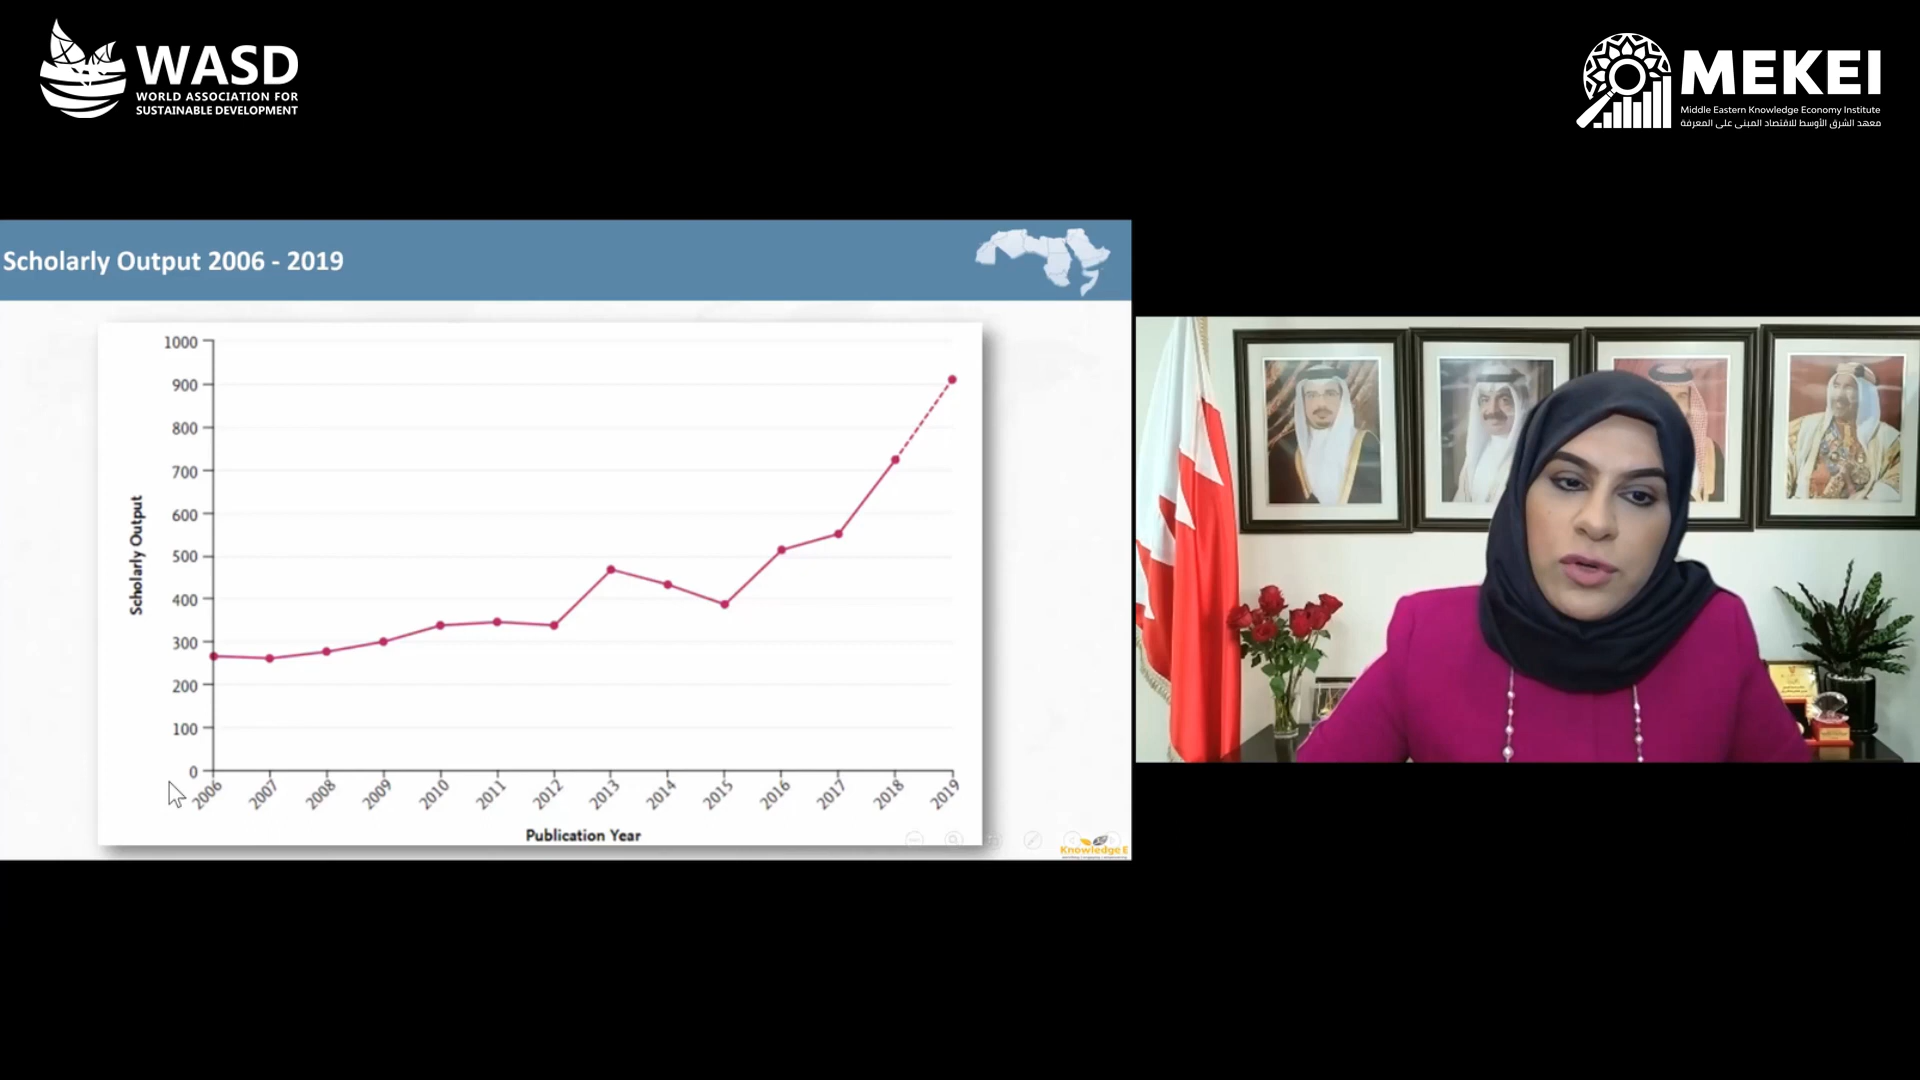 WASD
WORLD ASSOCIATION FOR
SUSTAINABLE DEVELOPMENT
MEKEI
Middle Eastern Knowledge Economy Institute
معهد الشرق الأوسط للاقتصاد المبني على المعرفة
Scholarly Output 2006 - 2019
1000
900
800
700
600
500
400
300
200
100
0
Scholarly Output
2006 2007 2008 2009 2010 2011 2012 2013 2014 2015 2016 2017 2018 2019
Publication Year
Knowledge E